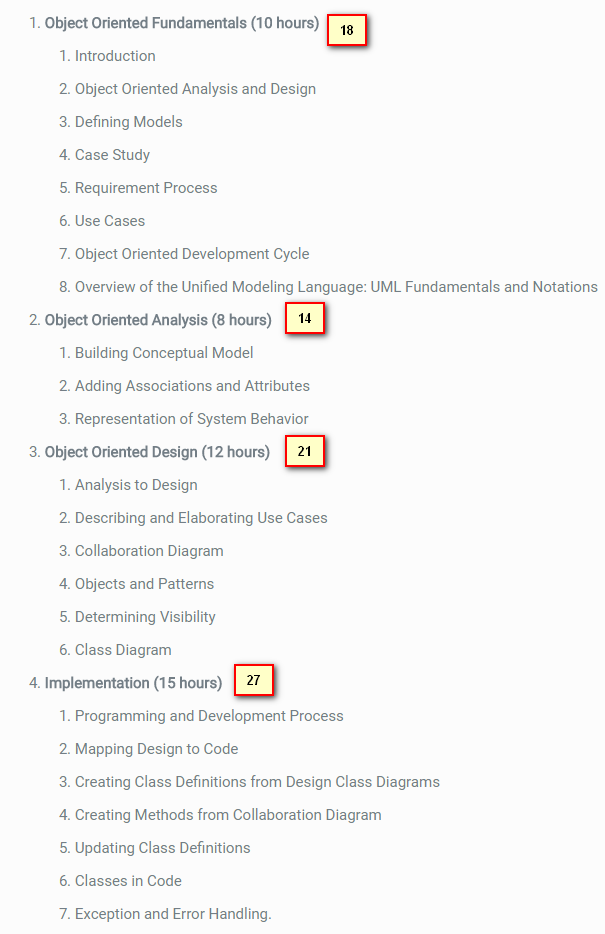 1. Object Oriented Fundamentals (10 hours) 18
1. Introduction
2. Object Oriented Analysis and Design
3. Defining Models
4. Case Study
5. Requirement Process
6. Use Cases
7. Object Oriented Development Cycle
8. Overview of the Unified Modeling Language: UML Fundamentals and Notations
2. Object Oriented Analysis (8 hours) 14
1. Building Conceptual Model
2. Adding Associations and Attributes
3. Representation of System Behavior
3. Object Oriented Design (12 hours) 21
1. Analysis to Design
2. Describing and Elaborating Use Cases
3. Collaboration Diagram
4. Objects and Patterns
5. Determining Visibility
6. Class Diagram
4. Implementation (15 hours) 27
1. Programming and Development Process
2. Mapping Design to Code
3. Creating Class Definitions from Design Class Diagrams
4. Creating Methods from Collaboration Diagram
5. Updating Class Definitions
6. Classes in Code
7. Exception and Error Handling.